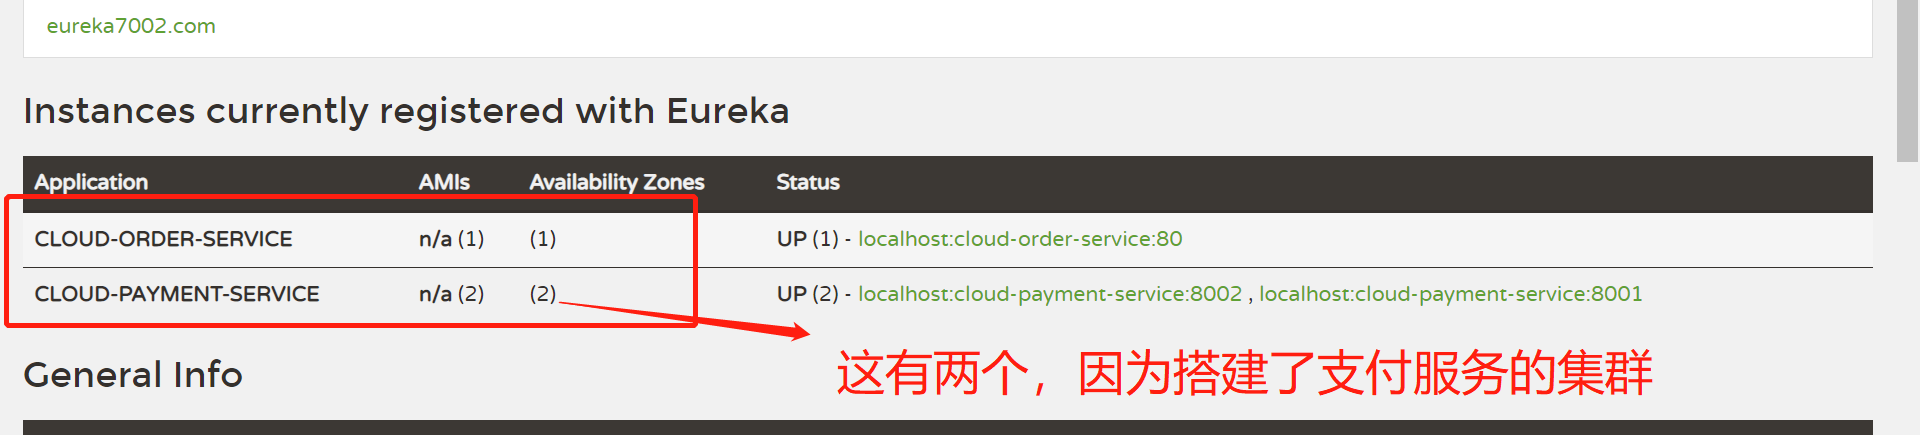 eureka7002.com
Instances currently registered with Eureka
Application AMIs Availability Zones Status
CLOUD-ORDER-SERVICE n/a (1) (1) UP (1) - localhost:cloud-order-service:80
CLOUD-PAYMENT-SERVICE n/a (2) (2) UP (2) - localhost:cloud-payment-service:8002 , localhost:cloud-payment-service:8001
这有两个，因为搭建了支付服务的集群
General Info